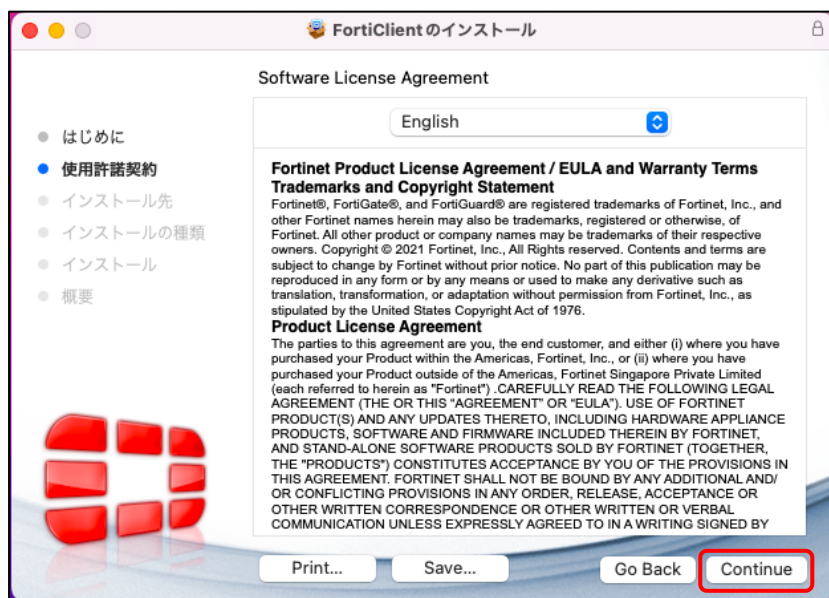 FortiClient のインストール
Software License Agreement
はじめに
使用許諾契約
インストール先
インストールの種類
インストール
概要
English
Fortinet Product License Agreement / EULA and Warranty Terms
Trademarks and Copyright Statement
Fortinet®, FortiGate®, and FortiGuard® are registered trademarks of Fortinet, Inc., and
other Fortinet names herein may also be trademarks, registered or otherwise, of
Fortinet. All other product or company names may be trademarks of their respective
owners. Copyright © 2021 Fortinet, Inc., All Rights reserved. Contents and terms are
subject to change by Fortinet without prior notice. No part of this publication may be
reproduced in any form or by any means or used to make any derivative such as
translation, transformation, or adaptation without permission from Fortinet, Inc., as
stipulated by the United States Copyright Act of 1976.
Product License Agreement
The parties to this agreement are you, the end customer, and either (i) where you have
purchased your Product within the Americas, Fortinet, Inc., or (ii) where you have
purchased your Product outside of the Americas, Fortinet Singapore Private Limited
(each referred to herein as "Fortinet") .CAREFULLY READ THE FOLLOWING LEGAL
AGREEMENT (THE OR THIS “AGREEMENT” OR “EULA”). USE OF FORTINET
PRODUCT(S) AND ANY UPDATES THERETO, INCLUDING HARDWARE APPLIANCE
PRODUCTS, SOFTWARE AND FIRMWARE INCLUDED THEREIN BY FORTINET,
AND STAND-ALONE SOFTWARE PRODUCTS SOLD BY FORTINET (TOGETHER,
THE "PRODUCTS") CONSTITUTES ACCEPTANCE BY YOU OF THE PROVISIONS IN
THIS AGREEMENT. FORTINET SHALL NOT BE BOUND BY ANY ADDITIONAL AND/
OR CONFLICTING PROVISIONS IN ANY ORDER, RELEASE, ACCEPTANCE OR
OTHER WRITTEN CORRESPONDENCE OR OTHER WRITTEN OR VERBAL
COMMUNICATION UNLESS EXPRESSLY AGREED TO IN A WRITING SIGNED BY
Print...
Save...
Go Back
Continue